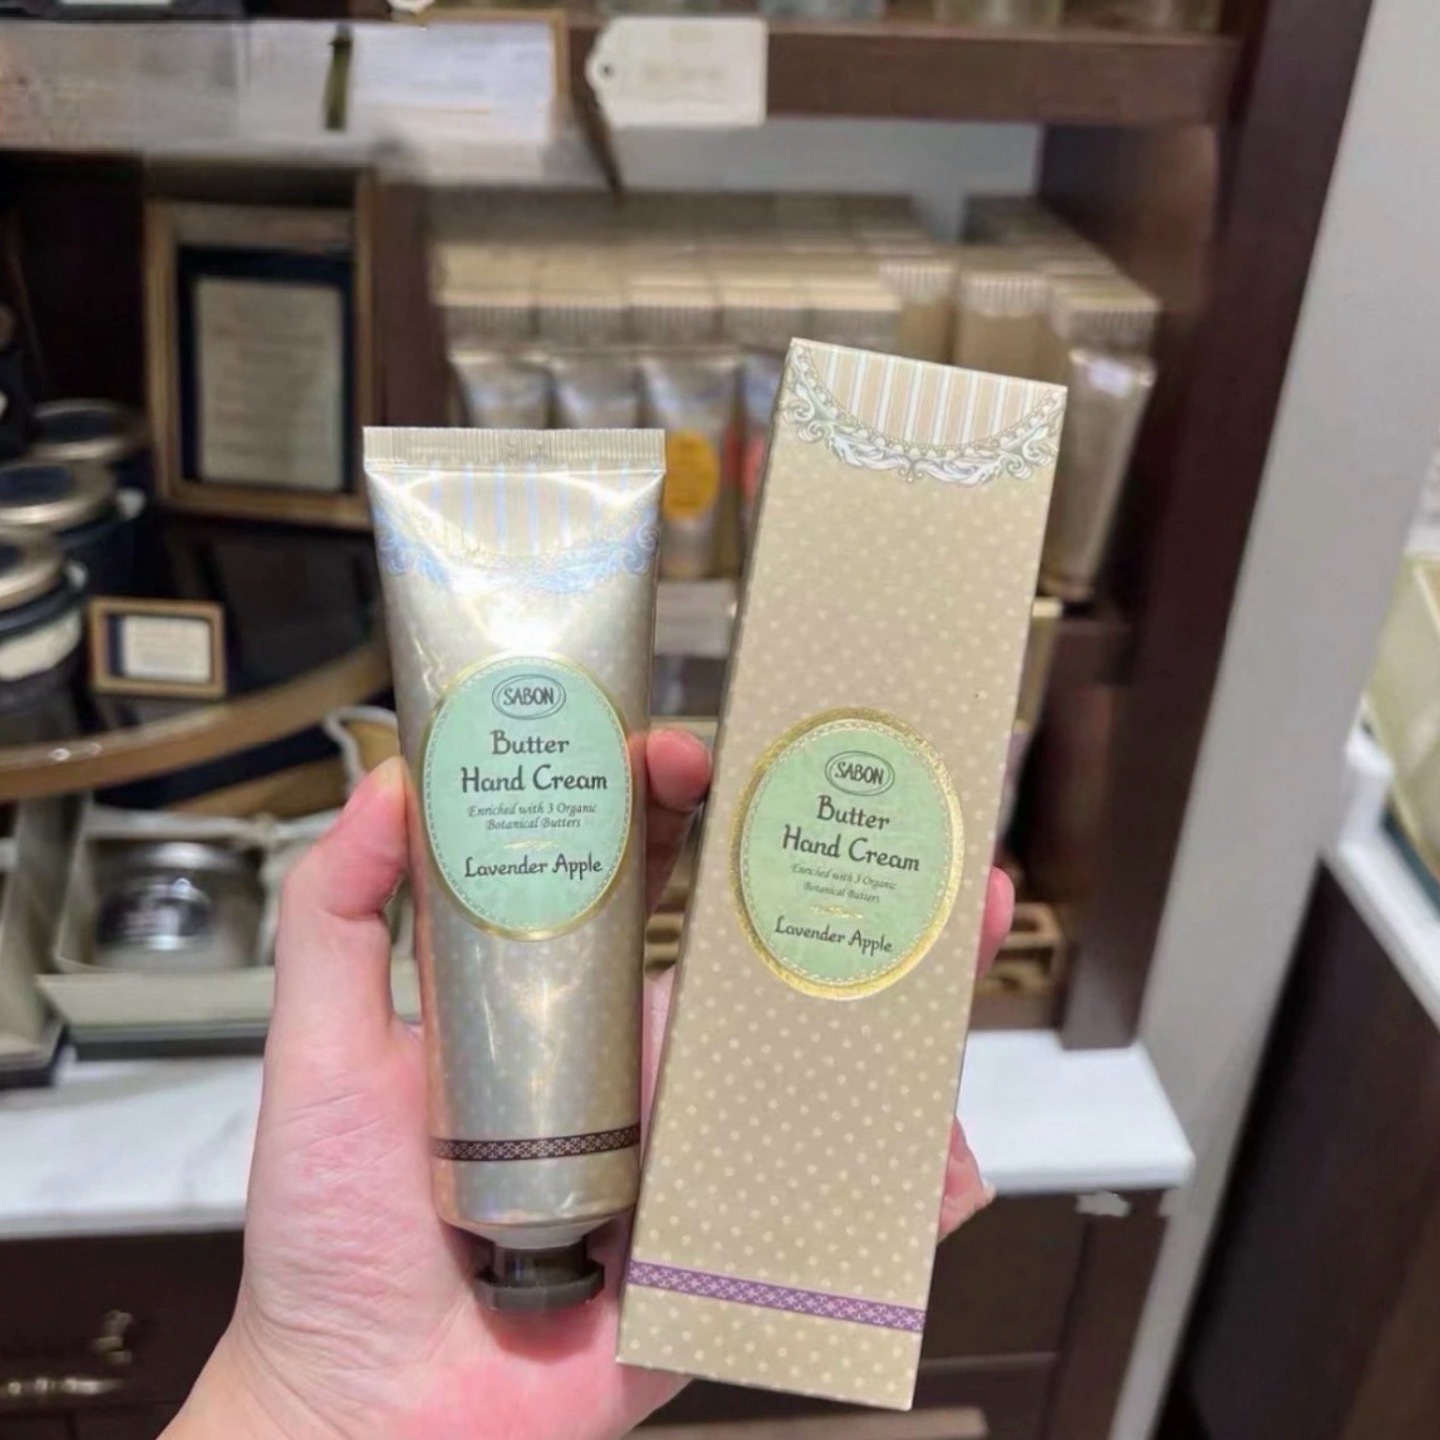 SABON
Butter
Hand Cream
Enriched with 3 Organic
Botanical Butters
Lavender Apple
SABON
Butter
Hand Cream
Enriched with 3 Organic
Botanical Butters
Lavender Apple